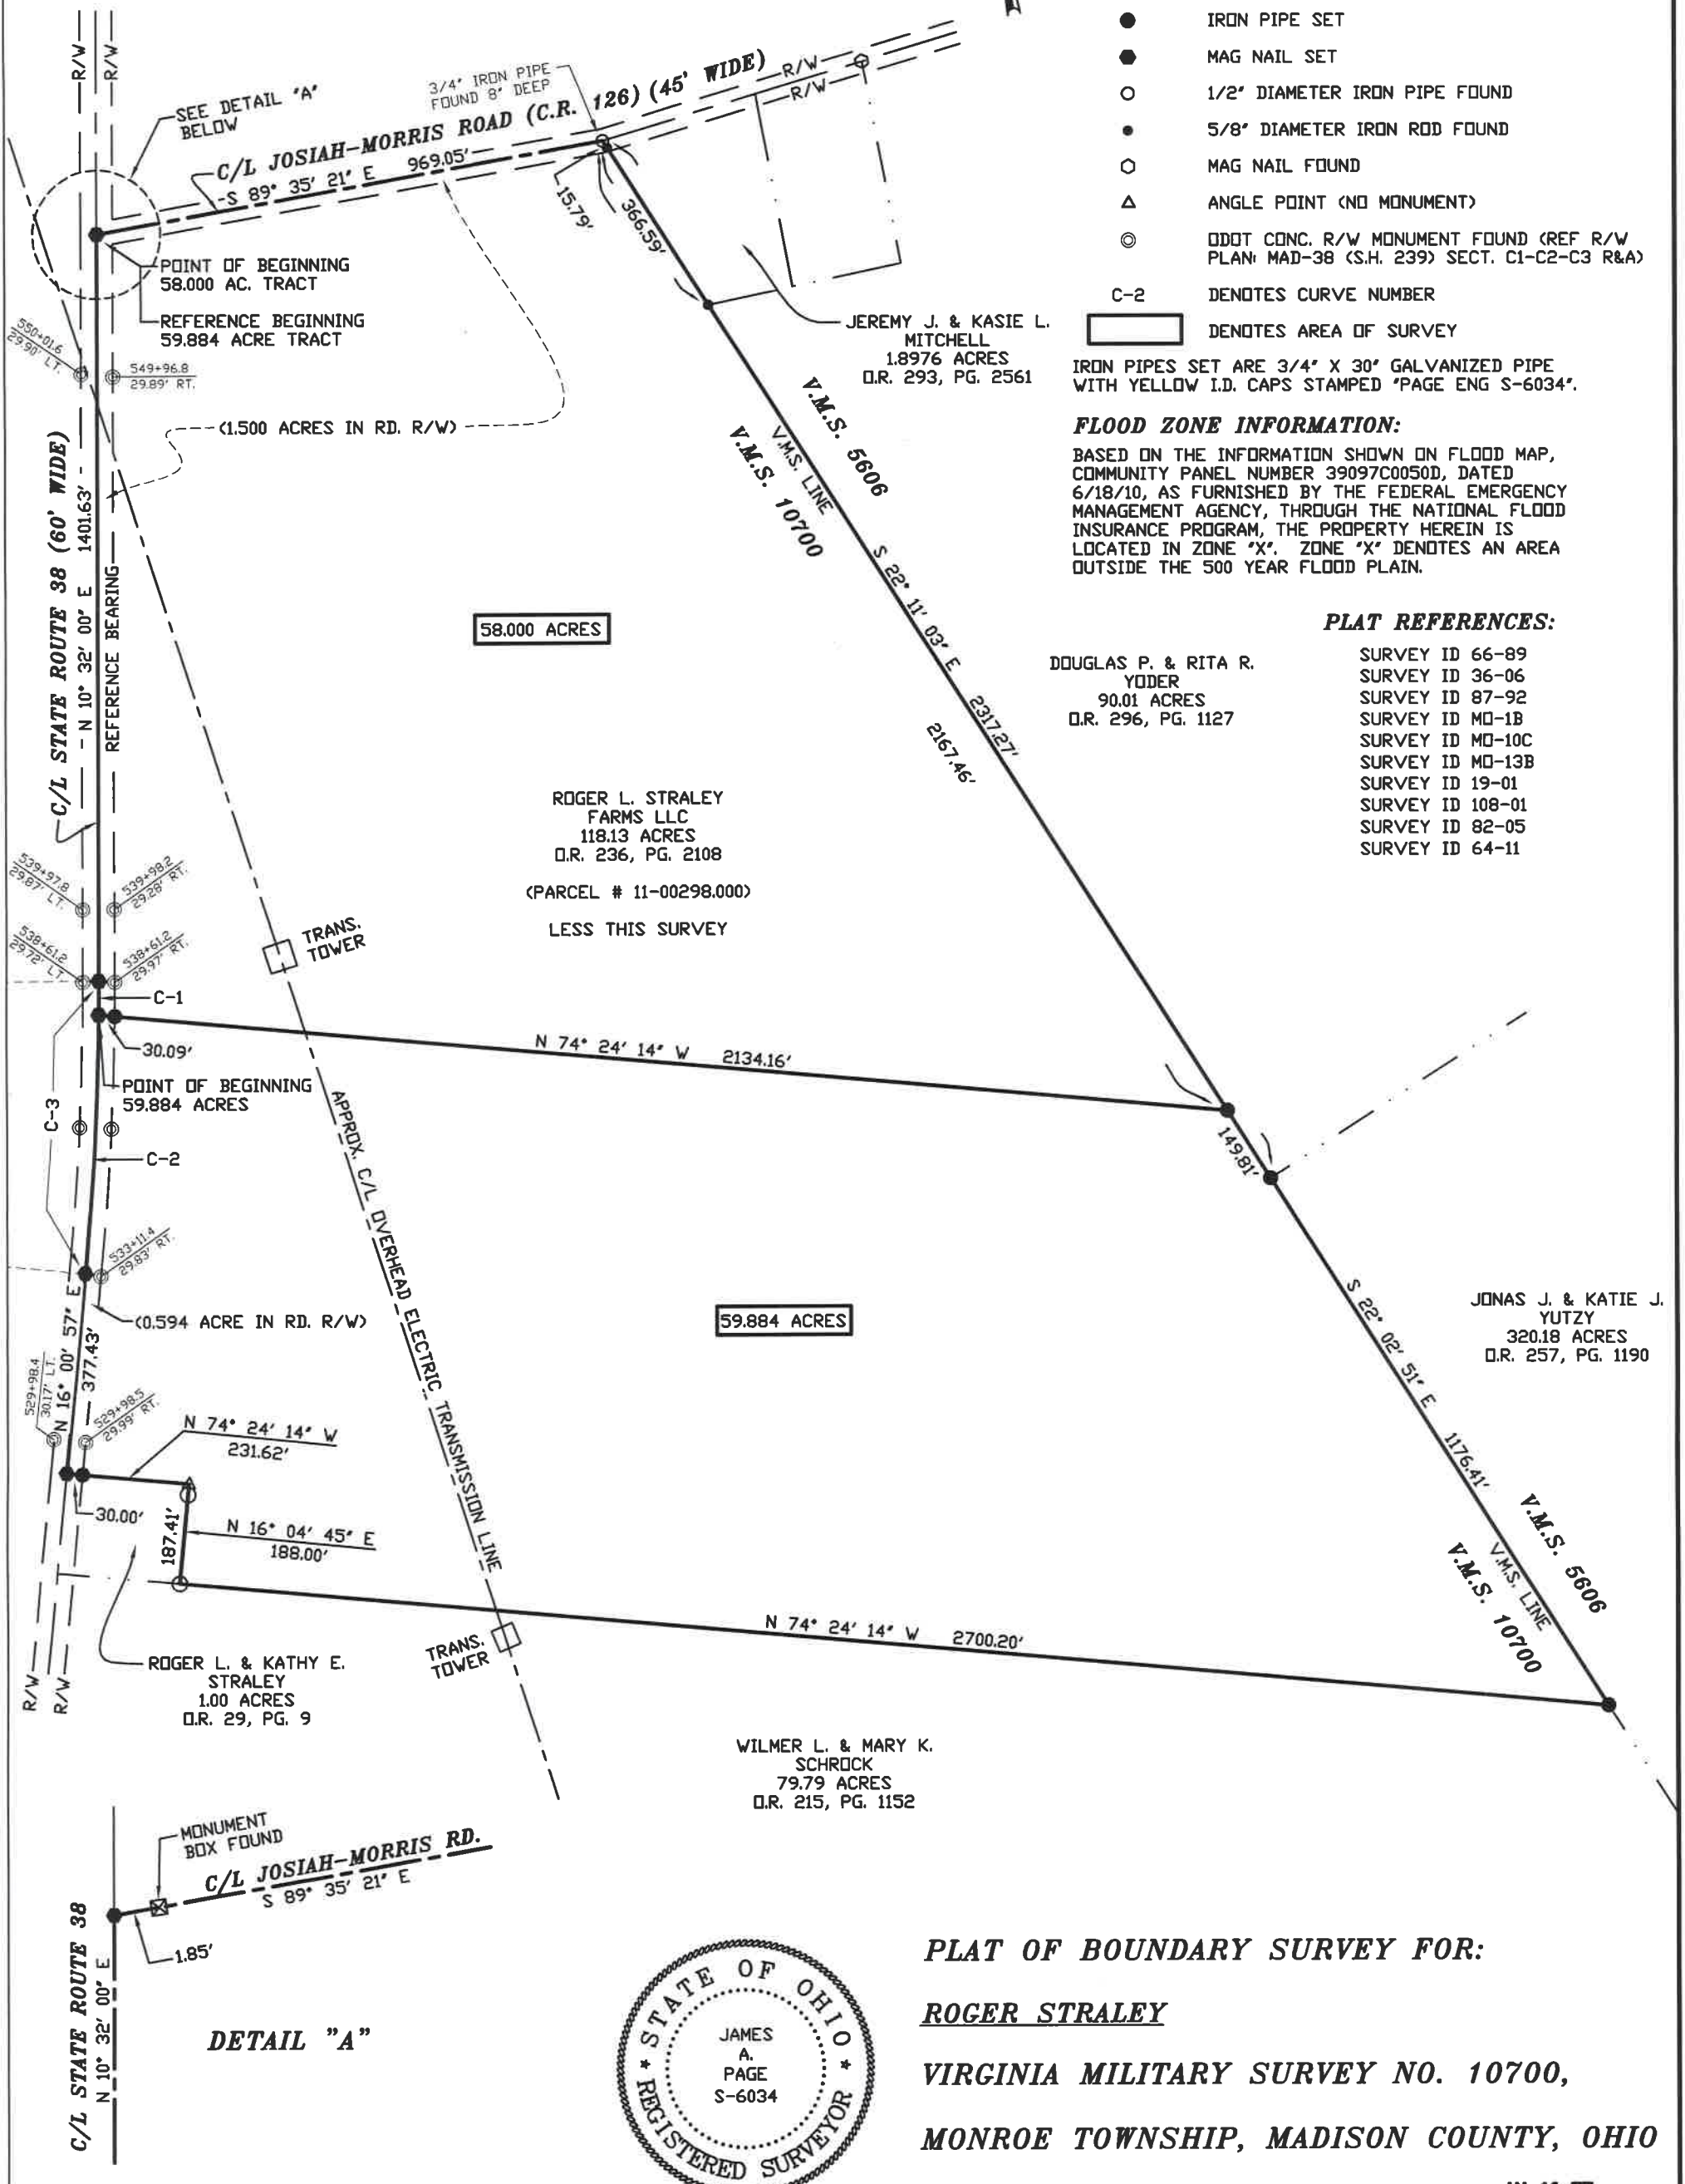 IRON PIPE SET
MAG NAIL SET
1/2" DIAMETER IRON PIPE FOUND
5/8" DIAMETER IRON ROD FOUND
MAG NAIL FOUND
ANGLE POINT (NO MONUMENT)
ODOT CONC. R/W MONUMENT FOUND (REF R/W
PLAN: MAD-38 (S.H. 239) SECT. C1-C2-C3 R&A)
C-2 DENOTES CURVE NUMBER
DENOTES AREA OF SURVEY
IRON PIPES SET ARE 3/4" X 30" GALVANIZED PIPE
WITH YELLOW I.D. CAPS STAMPED "PAGE ENG S-6034".
FLOOD ZONE INFORMATION:
BASED ON THE INFORMATION SHOWN ON FLOOD MAP,
COMMUNITY PANEL NUMBER 39097C0050D, DATED
6/18/10, AS FURNISHED BY THE FEDERAL EMERGENCY
MANAGEMENT AGENCY, THROUGH THE NATIONAL FLOOD
INSURANCE PROGRAM, THE PROPERTY HEREIN IS
LOCATED IN ZONE "X". ZONE "X" DENOTES AN AREA
OUTSIDE THE 500 YEAR FLOOD PLAIN.
PLAT REFERENCES:
SURVEY ID 66-89
SURVEY ID 36-06
SURVEY ID 87-92
SURVEY ID MO-1B
SURVEY ID MO-10C
SURVEY ID MO-13B
SURVEY ID 19-01
SURVEY ID 108-01
SURVEY ID 82-05
SURVEY ID 64-11
R/W
R/W
SEE DETAIL "A"
BELOW
3/4" IRON PIPE
FOUND 8" DEEP
C/L JOSIAH-MORRIS ROAD (C.R. 126) (45' WIDE)
R/W
R/W
S 89° 35' 21" E 969.05'
15.79'
366.59'
POINT OF BEGINNING
58.000 AC. TRACT
REFERENCE BEGINNING
59.884 ACRE TRACT
550+01.6
29.90' LT.
549+96.8
29.89' RT.
(1.500 ACRES IN RD. R/W)
JEREMY J. & KASIE L.
MITCHELL
1.8976 ACRES
O.R. 293, PG. 2561
V.M.S. 5606
V.M.S. LINE
V.M.S. 10700
S 22° 11' 03" E 2317.27'
2167.46'
C/L STATE ROUTE 38 (60' WIDE)
N 10° 32' 00" E 1401.63'
REFERENCE BEARING
58.000 ACRES
DOUGLAS P. & RITA R.
YODER
90.01 ACRES
O.R. 296, PG. 1127
ROGER L. STRALEY
FARMS LLC
118.13 ACRES
O.R. 236, PG. 2108
(PARCEL # 11-00298.000)
LESS THIS SURVEY
539+97.8
29.87' LT.
539+98.2
29.28' RT.
538+61.2
29.72' LT.
538+61.2
29.97' RT.
TRANS.
TOWER
C-1
30.09'
N 74° 24' 14" W 2134.16'
POINT OF BEGINNING
59.884 ACRES
C-3
C-2
149.81'
APPROX. C/L OVERHEAD ELECTRIC TRANSMISSION LINE
533+11.4
29.83' RT.
(0.594 ACRE IN RD. R/W)
59.884 ACRES
JONAS J. & KATIE J.
YUTZY
320.18 ACRES
O.R. 257, PG. 1190
S 22° 02' 51" E 1176.41'
N 16° 00' 57" E
377.43'
529+98.4
30.17' LT.
529+98.5
29.99' RT.
N 74° 24' 14" W
231.62'
30.00'
187.41'
N 16° 04' 45" E
188.00'
V.M.S. 5606
V.M.S. LINE
V.M.S. 10700
N 74° 24' 14" W 2700.20'
TRANS.
TOWER
R/W
R/W
ROGER L. & KATHY E.
STRALEY
1.00 ACRES
O.R. 29, PG. 9
WILMER L. & MARY K.
SCHROCK
79.79 ACRES
O.R. 215, PG. 1152
MONUMENT
BOX FOUND
C/L JOSIAH-MORRIS RD.
S 89° 35' 21" E
1.85'
C/L STATE ROUTE 38
N 10° 32' 00" E
DETAIL "A"
STATE OF OHIO
JAMES
A.
PAGE
S-6034
REGISTERED SURVEYOR
PLAT OF BOUNDARY SURVEY FOR:
ROGER STRALEY
VIRGINIA MILITARY SURVEY NO. 10700,
MONROE TOWNSHIP, MADISON COUNTY, OHIO